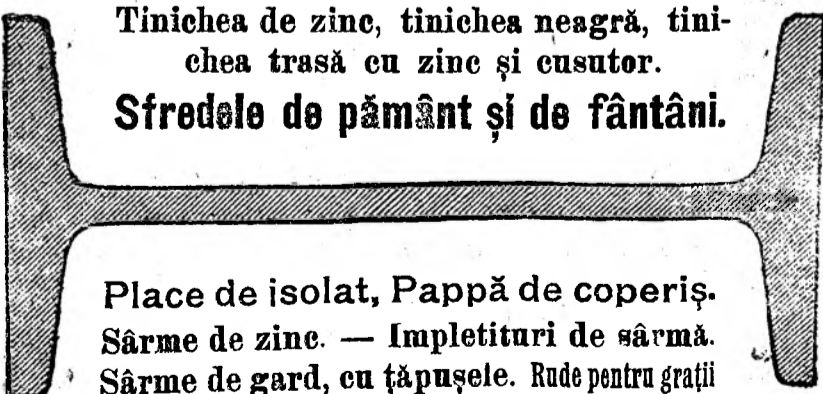 Tinichea de zinc, tinichea neagră, tini-
chea trasă cu zinc și cusutor.
Sfredele de pământ și de fântâni.
Place de isolat, Pappă de coperiș.
Sârme de zinc. — Impletituri de sârmă.
Sârme de gard, cu țăpușele. Rude pentru grații